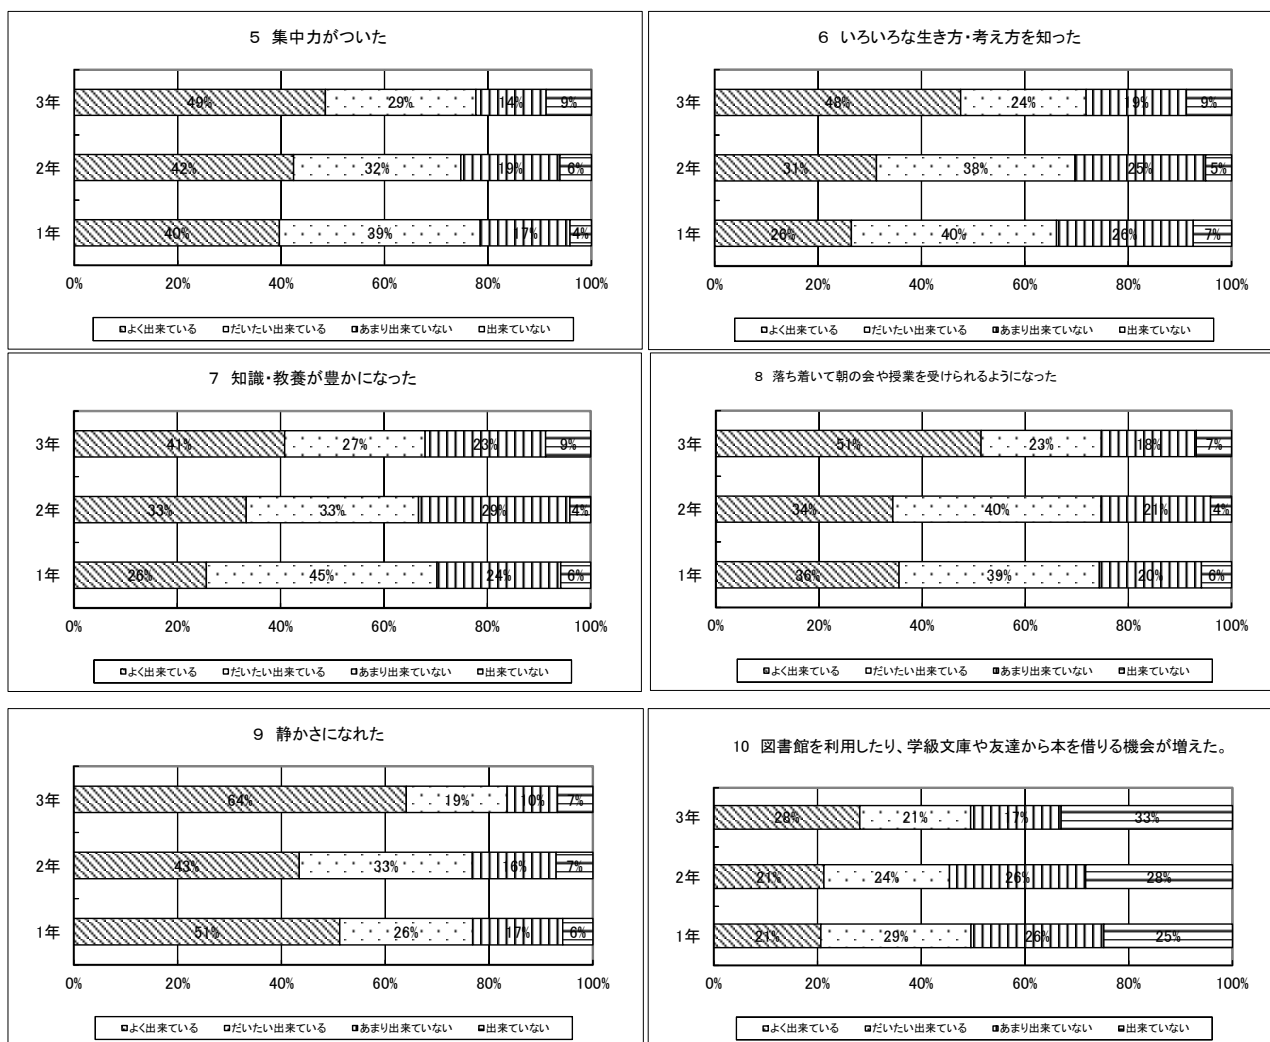 5 集中力がついた
3年 49% 29% 14% 9%
2年 42% 32% 19% 6%
1年 40% 39% 17% 4%
0% 20% 40% 60% 80% 100%
よく出来ている だいたい出来ている あまり出来ていない 出来ていない
6 いろいろな生き方・考え方を知った
3年 48% 24% 19% 9%
2年 31% 38% 25% 5%
1年 26% 40% 26% 7%
0% 20% 40% 60% 80% 100%
よく出来ている だいたい出来ている あまり出来ていない 出来ていない
7 知識・教養が豊かになった
3年 41% 27% 23% 9%
2年 33% 33% 29% 4%
1年 26% 45% 24% 6%
0% 20% 40% 60% 80% 100%
よく出来ている だいたい出来ている あまり出来ていない 出来ていない
8 落ち着いて朝の会や授業を受けられるようになった
3年 51% 23% 18% 7%
2年 34% 40% 21% 4%
1年 36% 39% 20% 6%
0% 20% 40% 60% 80% 100%
よく出来ている だいたい出来ている あまり出来ていない 出来ていない
9 静かさになれた
3年 64% 19% 10% 7%
2年 43% 33% 16% 7%
1年 51% 26% 17% 6%
0% 20% 40% 60% 80% 100%
よく出来ている だいたい出来ている あまり出来ていない 出来ていない
10 図書館を利用したり、学級文庫や友達から本を借りる機会が増えた。
3年 28% 21% 17% 33%
2年 21% 24% 26% 28%
1年 21% 29% 26% 25%
0% 20% 40% 60% 80% 100%
よく出来ている だいたい出来ている あまり出来ていない 出来ていない